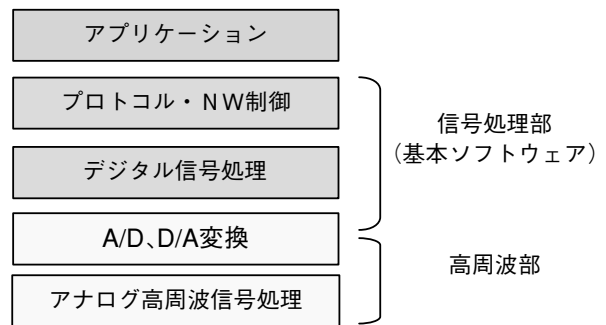 アプリケーション
プロトコル・ＮＷ制御
デジタル信号処理
A/D、D/A変換
アナログ高周波信号処理
信号処理部
（基本ソフトウェア）
高周波部